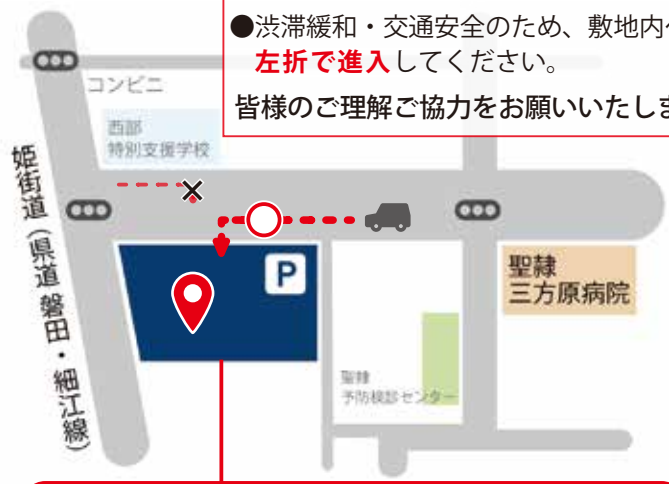 ●渋滞緩和・交通安全のため、敷地内
左折で進入してください。
皆様のご理解ご協力をお願いいたしま
コンビニ
西部
特別支援学校
姫街道（県道 磐田・細江線）
P
聖隷
三方原病院
聖隷
予防検診センター